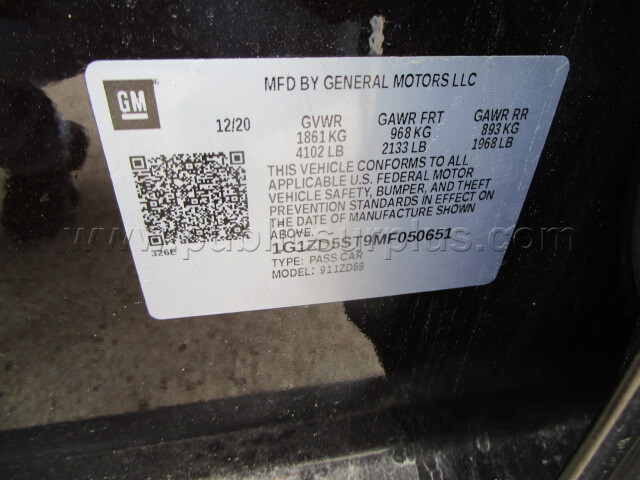 GM
MFD BY GENERAL MOTORS LLC
12/20
GVWR GAWR FRT GAWR RR
1861 KG 968 KG 893 KG
4102 LB 2133 LB 1968 LB
THIS VEHICLE CONFORMS TO ALL
APPLICABLE U.S. FEDERAL MOTOR
VEHICLE SAFETY, BUMPER, AND THEFT
PREVENTION STANDARDS IN EFFECT ON
THE DATE OF MANUFACTURE SHOWN
ABOVE.
1G1ZD5ST9MF050651
326E
TYPE: PASS CAR
MODEL: 911ZD69
www.publicsurplus.com